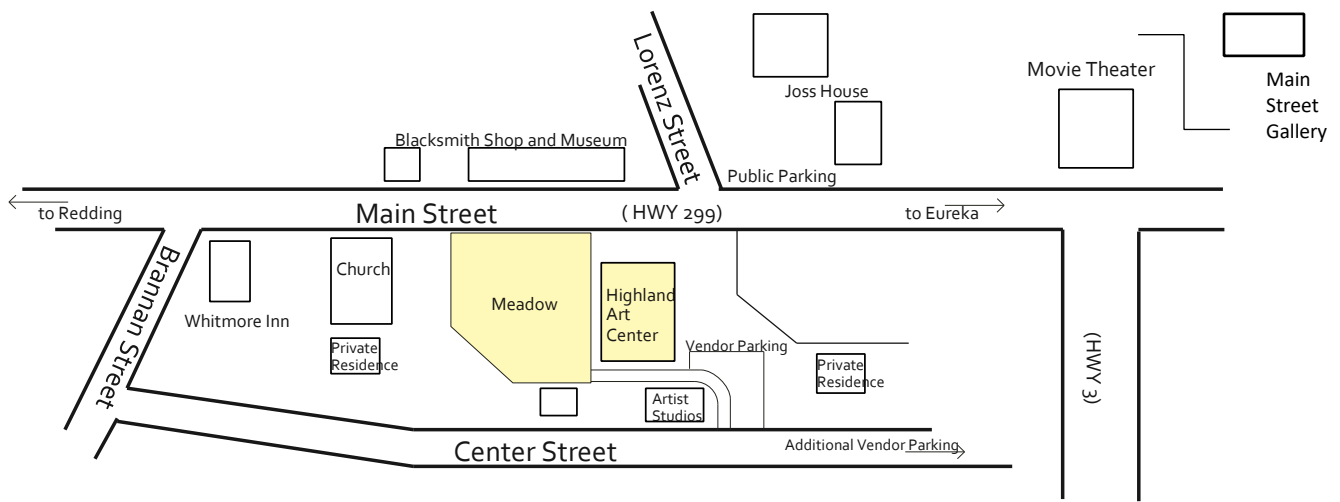 Lorenz Street
Joss House
Movie Theater
Main
Street
Gallery
Blacksmith Shop and Museum
Public Parking
to Redding
Main Street
( HWY 299)
to Eureka
Brannan Street
Whitmore Inn
Church
Private
Residence
Meadow
Highland
Art
Center
Vendor Parking
Private
Residence
(HWY 3)
Artist
Studios
Center Street
Additional Vendor Parking